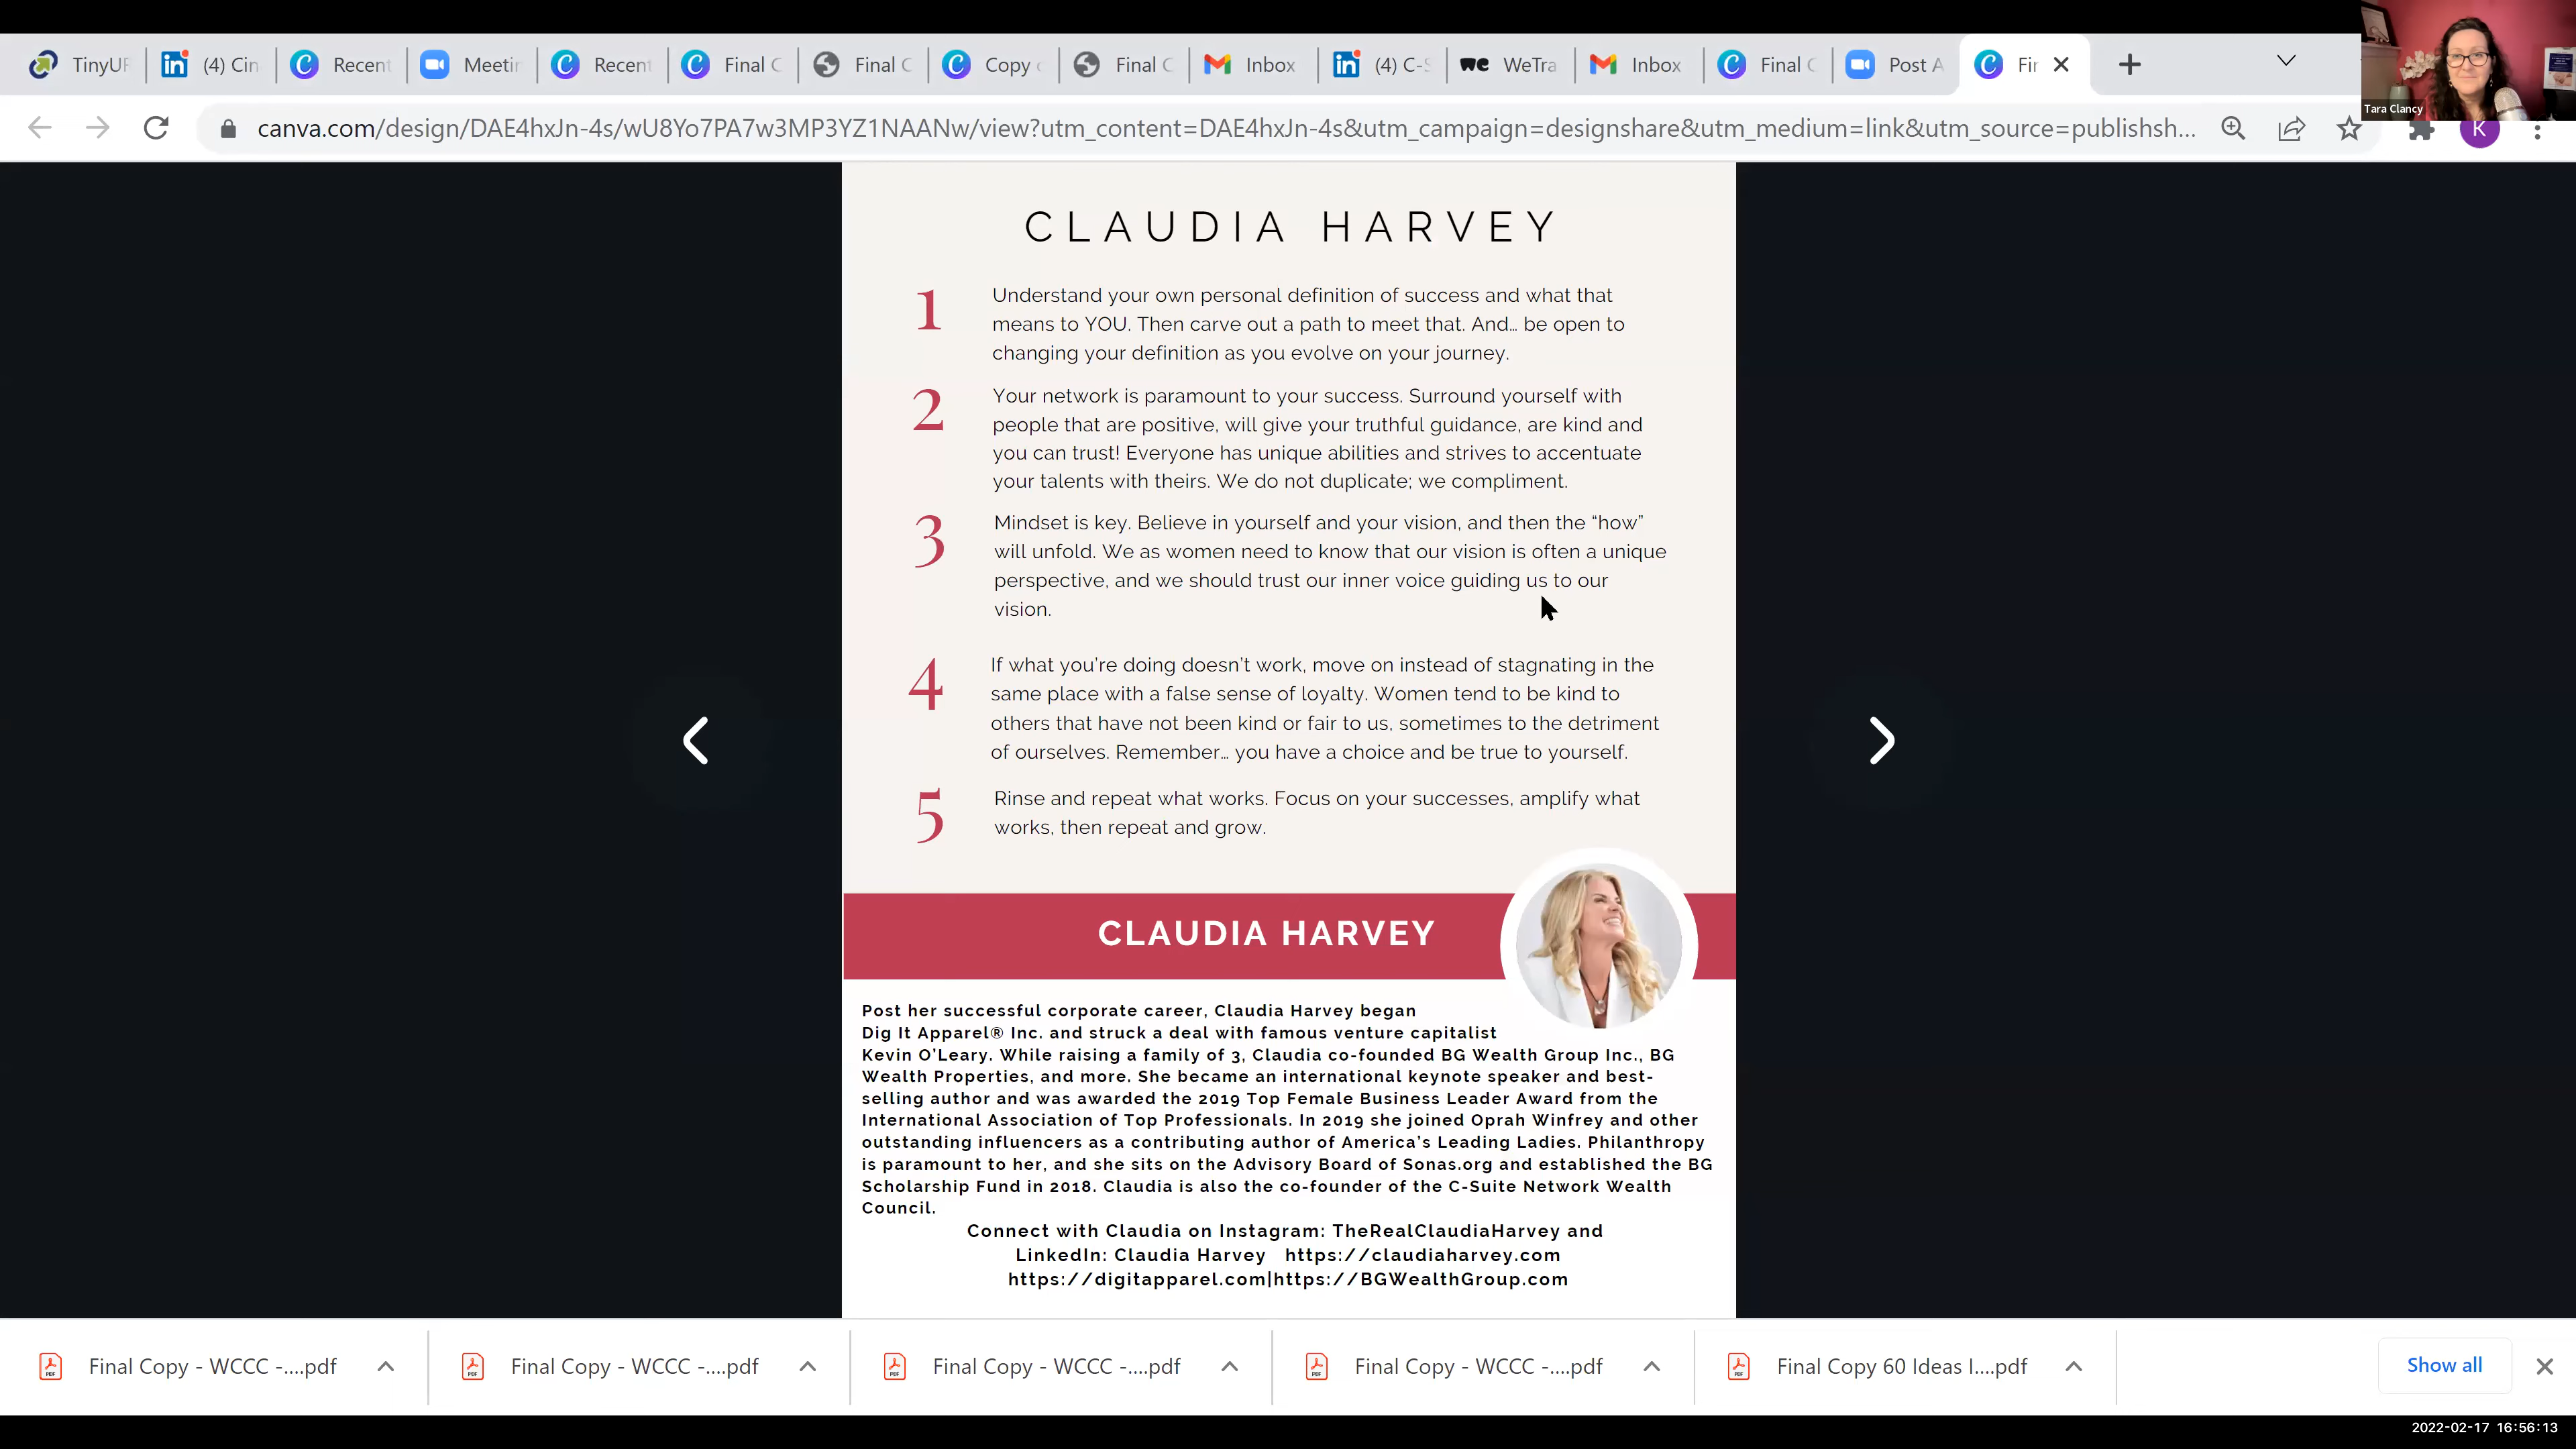 TinyUR
(4) Cin
Recent
Meetin
Recent
Final C
Final C
Copy o
Final C
Inbox
(4) C-S
WeTra
Inbox
Final C
Post A
Fin
Tara Clancy
canva.com/design/DAE4hxJn-4s/wU8Yo7PA7w3MP3YZ1NAANw/view?utm_content=DAE4hxJn-4s&utm_campaign=designshare&utm_medium=link&utm_source=publishsh...
K
CLAUDIA HARVEY
1
Understand your own personal definition of success and what that
means to YOU. Then carve out a path to meet that. And… be open to
changing your definition as you evolve on your journey.
2
Your network is paramount to your success. Surround yourself with
people that are positive, will give your truthful guidance, are kind and
you can trust! Everyone has unique abilities and strives to accentuate
your talents with theirs. We do not duplicate; we compliment.
3
Mindset is key. Believe in yourself and your vision, and then the “how”
will unfold. We as women need to know that our vision is often a unique
perspective, and we should trust our inner voice guiding us to our
vision.
4
If what you’re doing doesn’t work, move on instead of stagnating in the
same place with a false sense of loyalty. Women tend to be kind to
others that have not been kind or fair to us, sometimes to the detriment
of ourselves. Remember… you have a choice and be true to yourself.
5
Rinse and repeat what works. Focus on your successes, amplify what
works, then repeat and grow.
CLAUDIA HARVEY
Post her successful corporate career, Claudia Harvey began
Dig It Apparel® Inc. and struck a deal with famous venture capitalist
Kevin O’Leary. While raising a family of 3, Claudia co-founded BG Wealth Group Inc., BG
Wealth Properties, and more. She became an international keynote speaker and best-
selling author and was awarded the 2019 Top Female Business Leader Award from the
International Association of Top Professionals. In 2019 she joined Oprah Winfrey and other
outstanding influencers as a contributing author of America’s Leading Ladies. Philanthropy
is paramount to her, and she sits on the Advisory Board of Sonas.org and established the BG
Scholarship Fund in 2018. Claudia is also the co-founder of the C-Suite Network Wealth
Council.
Connect with Claudia on Instagram: TheRealClaudiaHarvey and
LinkedIn: Claudia Harvey https://claudiaharvey.com
https://digitapparel.com|https://BGWealthGroup.com
Final Copy - WCCC -....pdf
Final Copy - WCCC -....pdf
Final Copy - WCCC -....pdf
Final Copy - WCCC -....pdf
Final Copy 60 Ideas I....pdf
Show all
2022-02-17 16:56:13